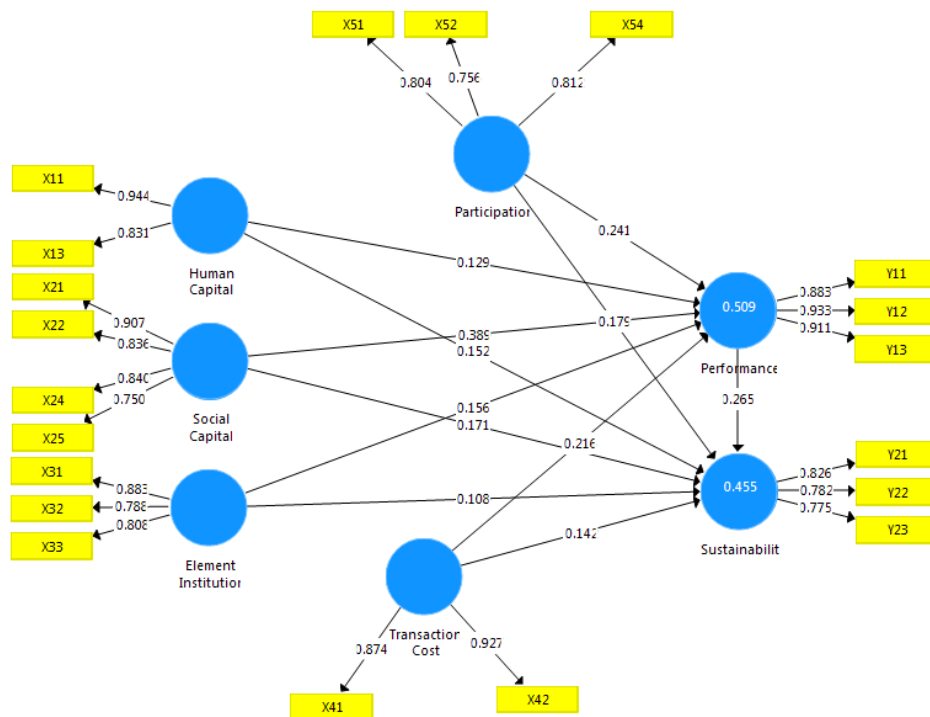 X51
X52
X54
0.804
0.756
0.812
Participation
X11
0.944
X13
0.831
Human
Capital
X21
0.907
X22
0.836
X24
0.840
X25
0.750
Social
Capital
X31
0.883
X32
0.788
X33
0.808
Element
Institution
0.241
0.129
0.179
0.389
0.152
0.156
0.171
0.216
0.108
0.142
0.265
0.509
Performance
0.883
Y11
0.933
Y12
0.911
Y13
0.455
Sustainabilit
0.826
Y21
0.782
Y22
0.775
Y23
Transaction
Cost
0.874
0.927
X41
X42